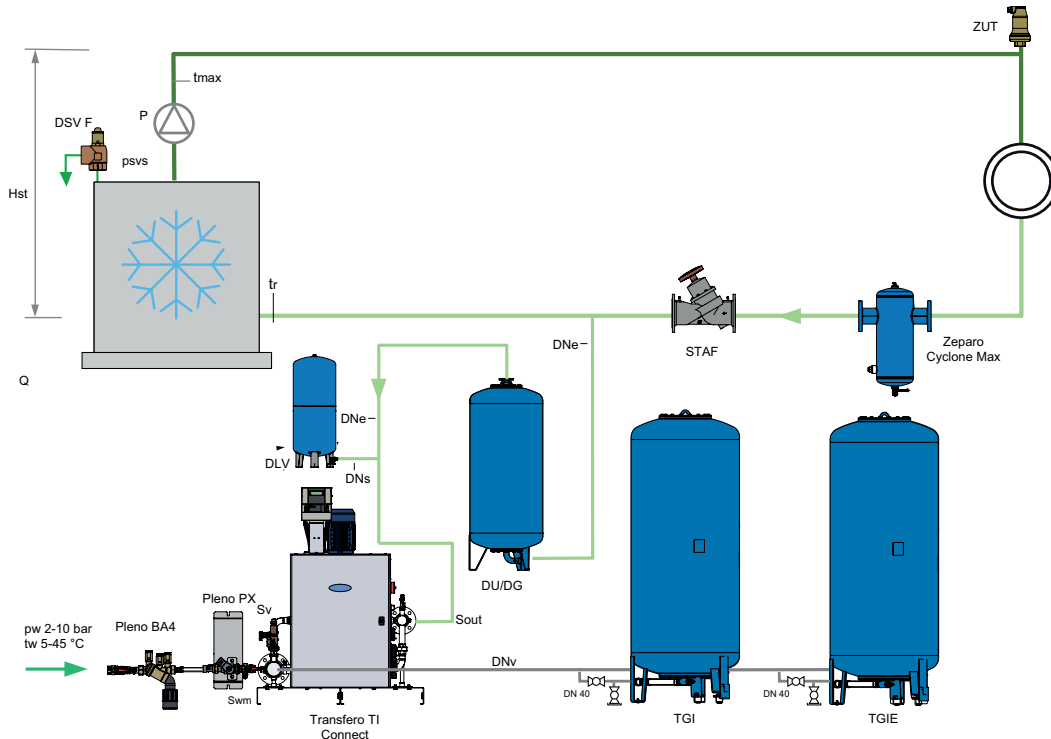 ZUT
tmax
P
DSV F
psvs
Hst
tr
DNe
STAF
Zeparo
Cyclone Max
Q
DNe
DLV
DNs
DU/DG
Pleno PX
Sv
Pleno BA4
Sout
pw 2-10 bar
tw 5-45 °C
DNv
Swm
DN 40
DN 40
Transfero TI
Connect
TGI
TGIE